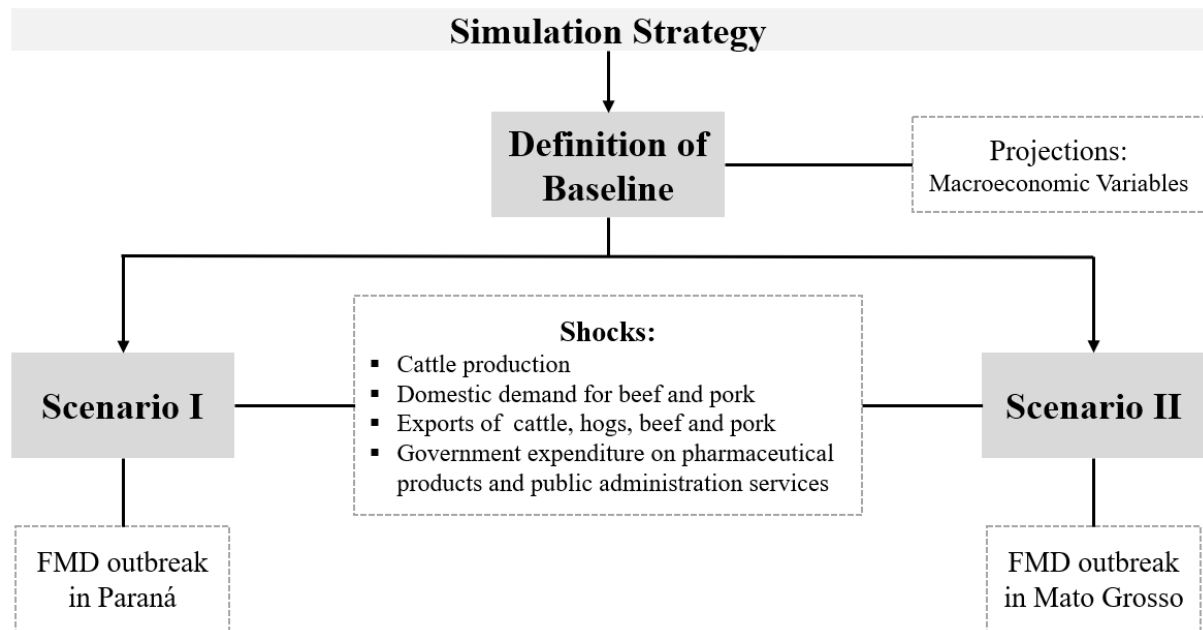 Simulation Strategy
Definition of
Baseline
Projections:
Macroeconomic Variables
Shocks:
▪ Cattle production
▪ Domestic demand for beef and pork
▪ Exports of cattle, hogs, beef and pork
▪ Government expenditure on pharmaceutical
products and public administration services
Scenario I
Scenario II
FMD outbreak
in Paraná
FMD outbreak
in Mato Grosso